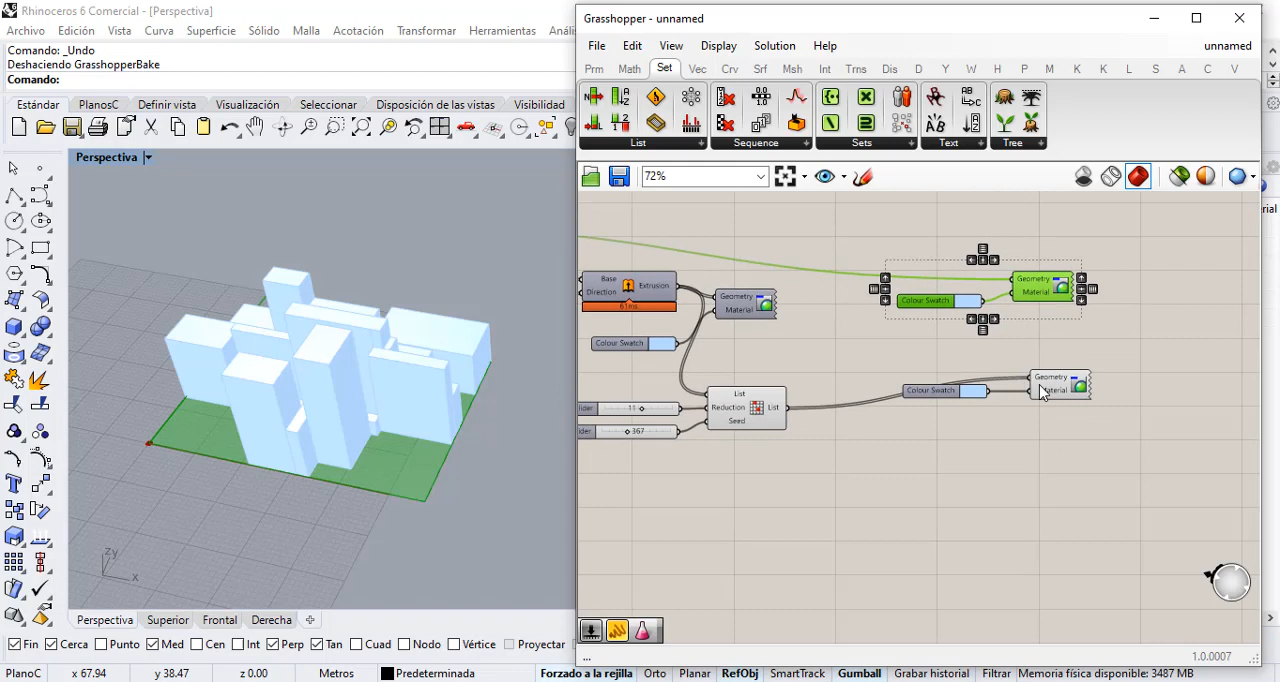 Rhinoceros 6 Comercial - [Perspectiva]
Archivo Edición Vista Curva Superficie Sólido Malla Acotación Transformar Herramientas Análi
Comando: _Undo
Deshaciendo GrasshopperBake
Comando:
Estándar PlanosC Definir vista Visualización Seleccionar Disposición de las vistas Visibilidad
Perspectiva
zy
x
Perspectiva Superior Frontal Derecha
Fin Cerca Punto Med Cen Int Perp Tan Cuad Nodo Vértice Proyectar
PlanoC x 67.94 y 38.47 z 0.00 Metros Predeterminada Forzado a la rejilla Orto Planar RefObj SmartTrack Gumball Grabar historial Filtrar Memoria física disponible: 3487 MB
Grasshopper - unnamed
File Edit View Display Solution Help unnamed
Prm Math Set Vec Crv Srf Msh Int Trns Dis D Y W H P M K K L S A C V
List Sequence Sets Text Tree
72%
Base
Direction
Extrusion
61ms
Geometry
Material
Colour Swatch
Geometry
Material
Colour Swatch
List
Reduction
Seed
List
lider 11
lider 367
Colour Swatch
Geometry
Material
...
1.0.0007